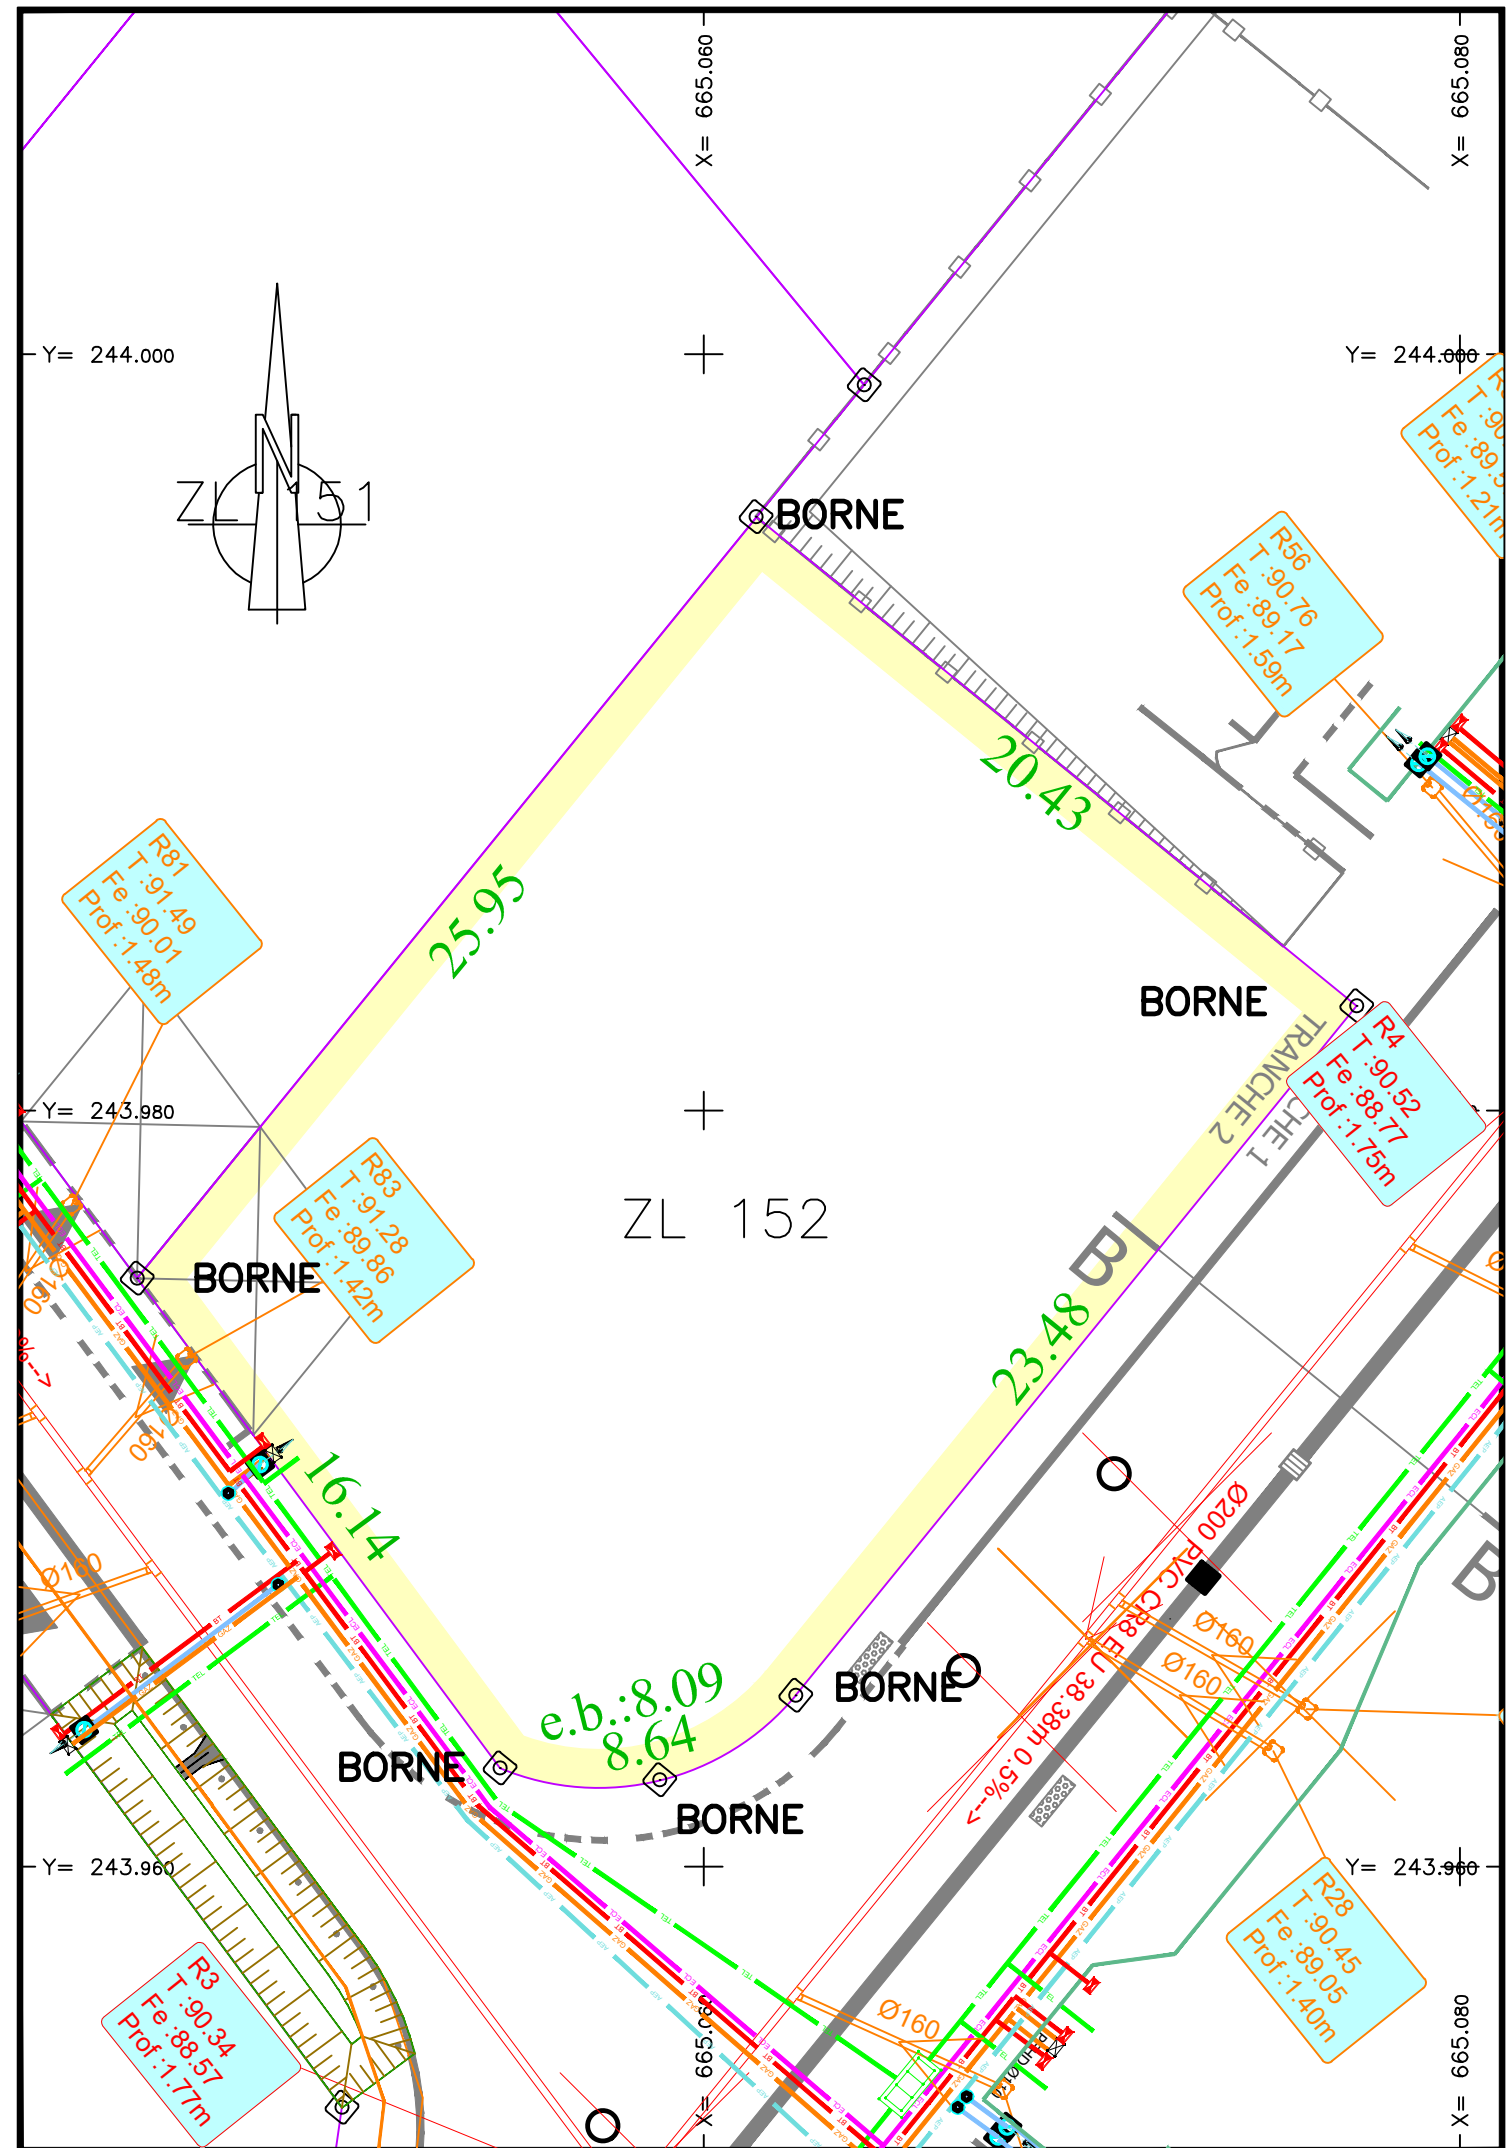 X= 665.060
X= 665.080
Y= 244.000
Y= 244.000
N
ZL 151
BORNE
R56
T :90.76
Fe :89.17
Prof :1.59m
Prof :1.21m
20.43
25.95
R81
T :91.49
Fe :90.01
Prof :1.48m
BORNE
TRANCHE 2
R4
T :90.52
Fe :88.77
Prof :1.75m
Y= 243.980
R83
T :91.28
Fe :89.86
Prof :1.42m
ZL 152
BORNE
B
23.48
Ø160
16.14
Ø160
Ø200 PVC CR8 EU 38.38m 0.5%-->
B
Ø160
Ø160
e.b.:8.09
8.64
BORNE
BORNE
BORNE
Y= 243.960
Y= 243.960
R28
T :90.45
Fe :89.05
Prof :1.40m
R3
T :90.34
Fe :88.57
Prof :1.77m
Ø160
X= 665.080